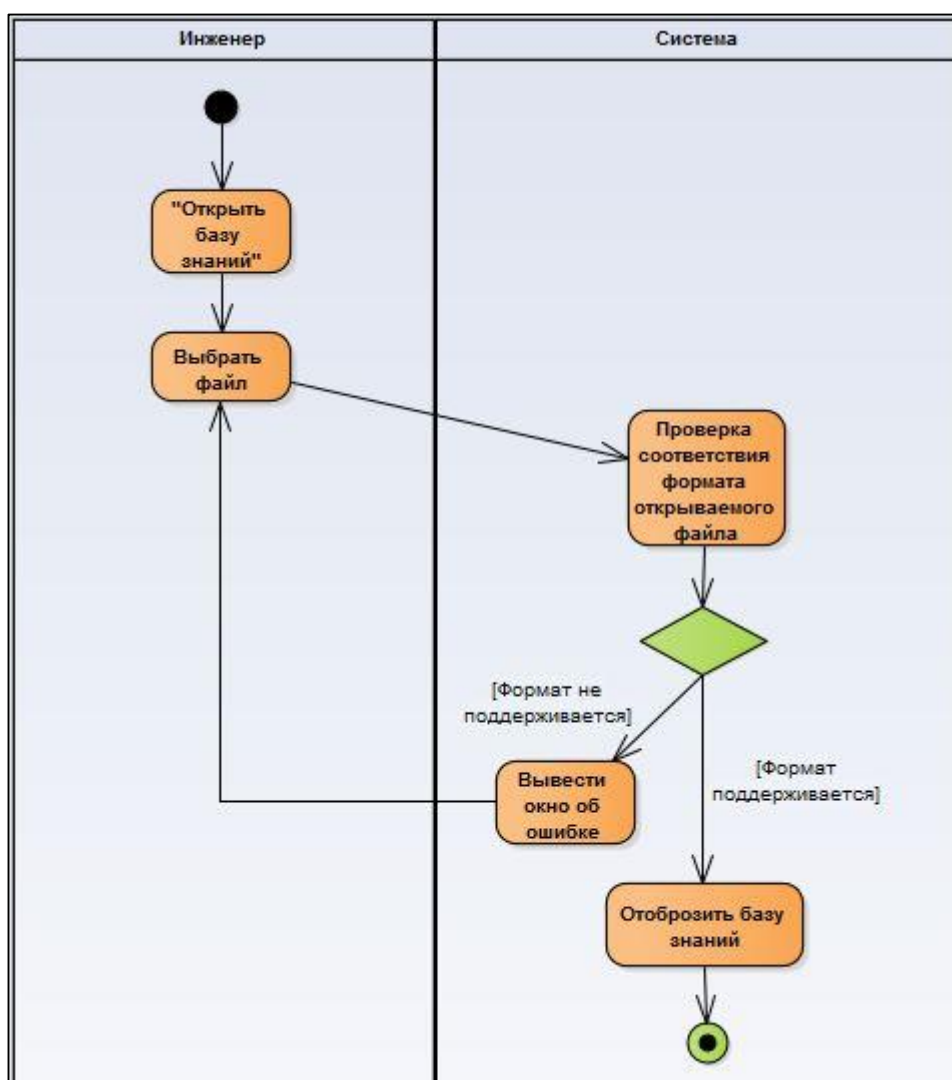 Инженер
Система
"Открыть
базу
знаний"
Выбрать
файл
Проверка
соответствия
формата
открываемого
файла
[Формат не
поддерживается]
Вывести
окно об
ошибке
[Формат
поддерживается]
Отоброзить базу
знаний